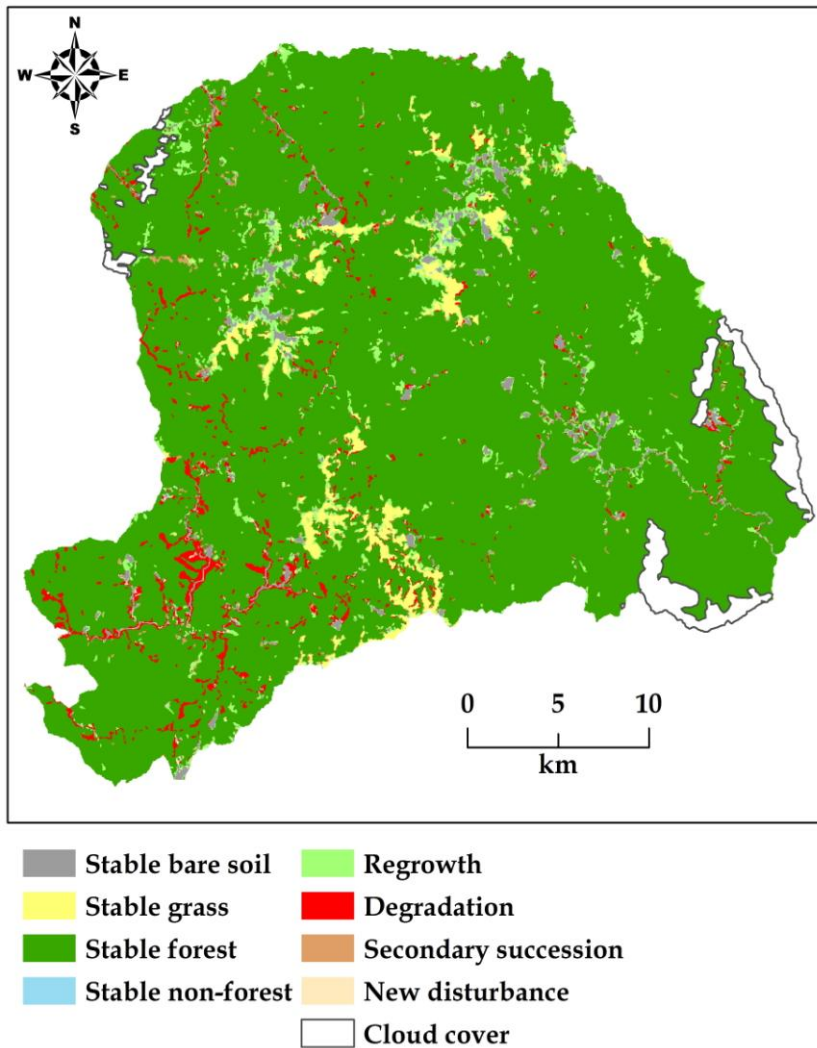 N
W E
S
0 5 10
km
Stable bare soil Regrowth
Stable grass Degradation
Stable forest Secondary succession
Stable non-forest New disturbance
Cloud cover